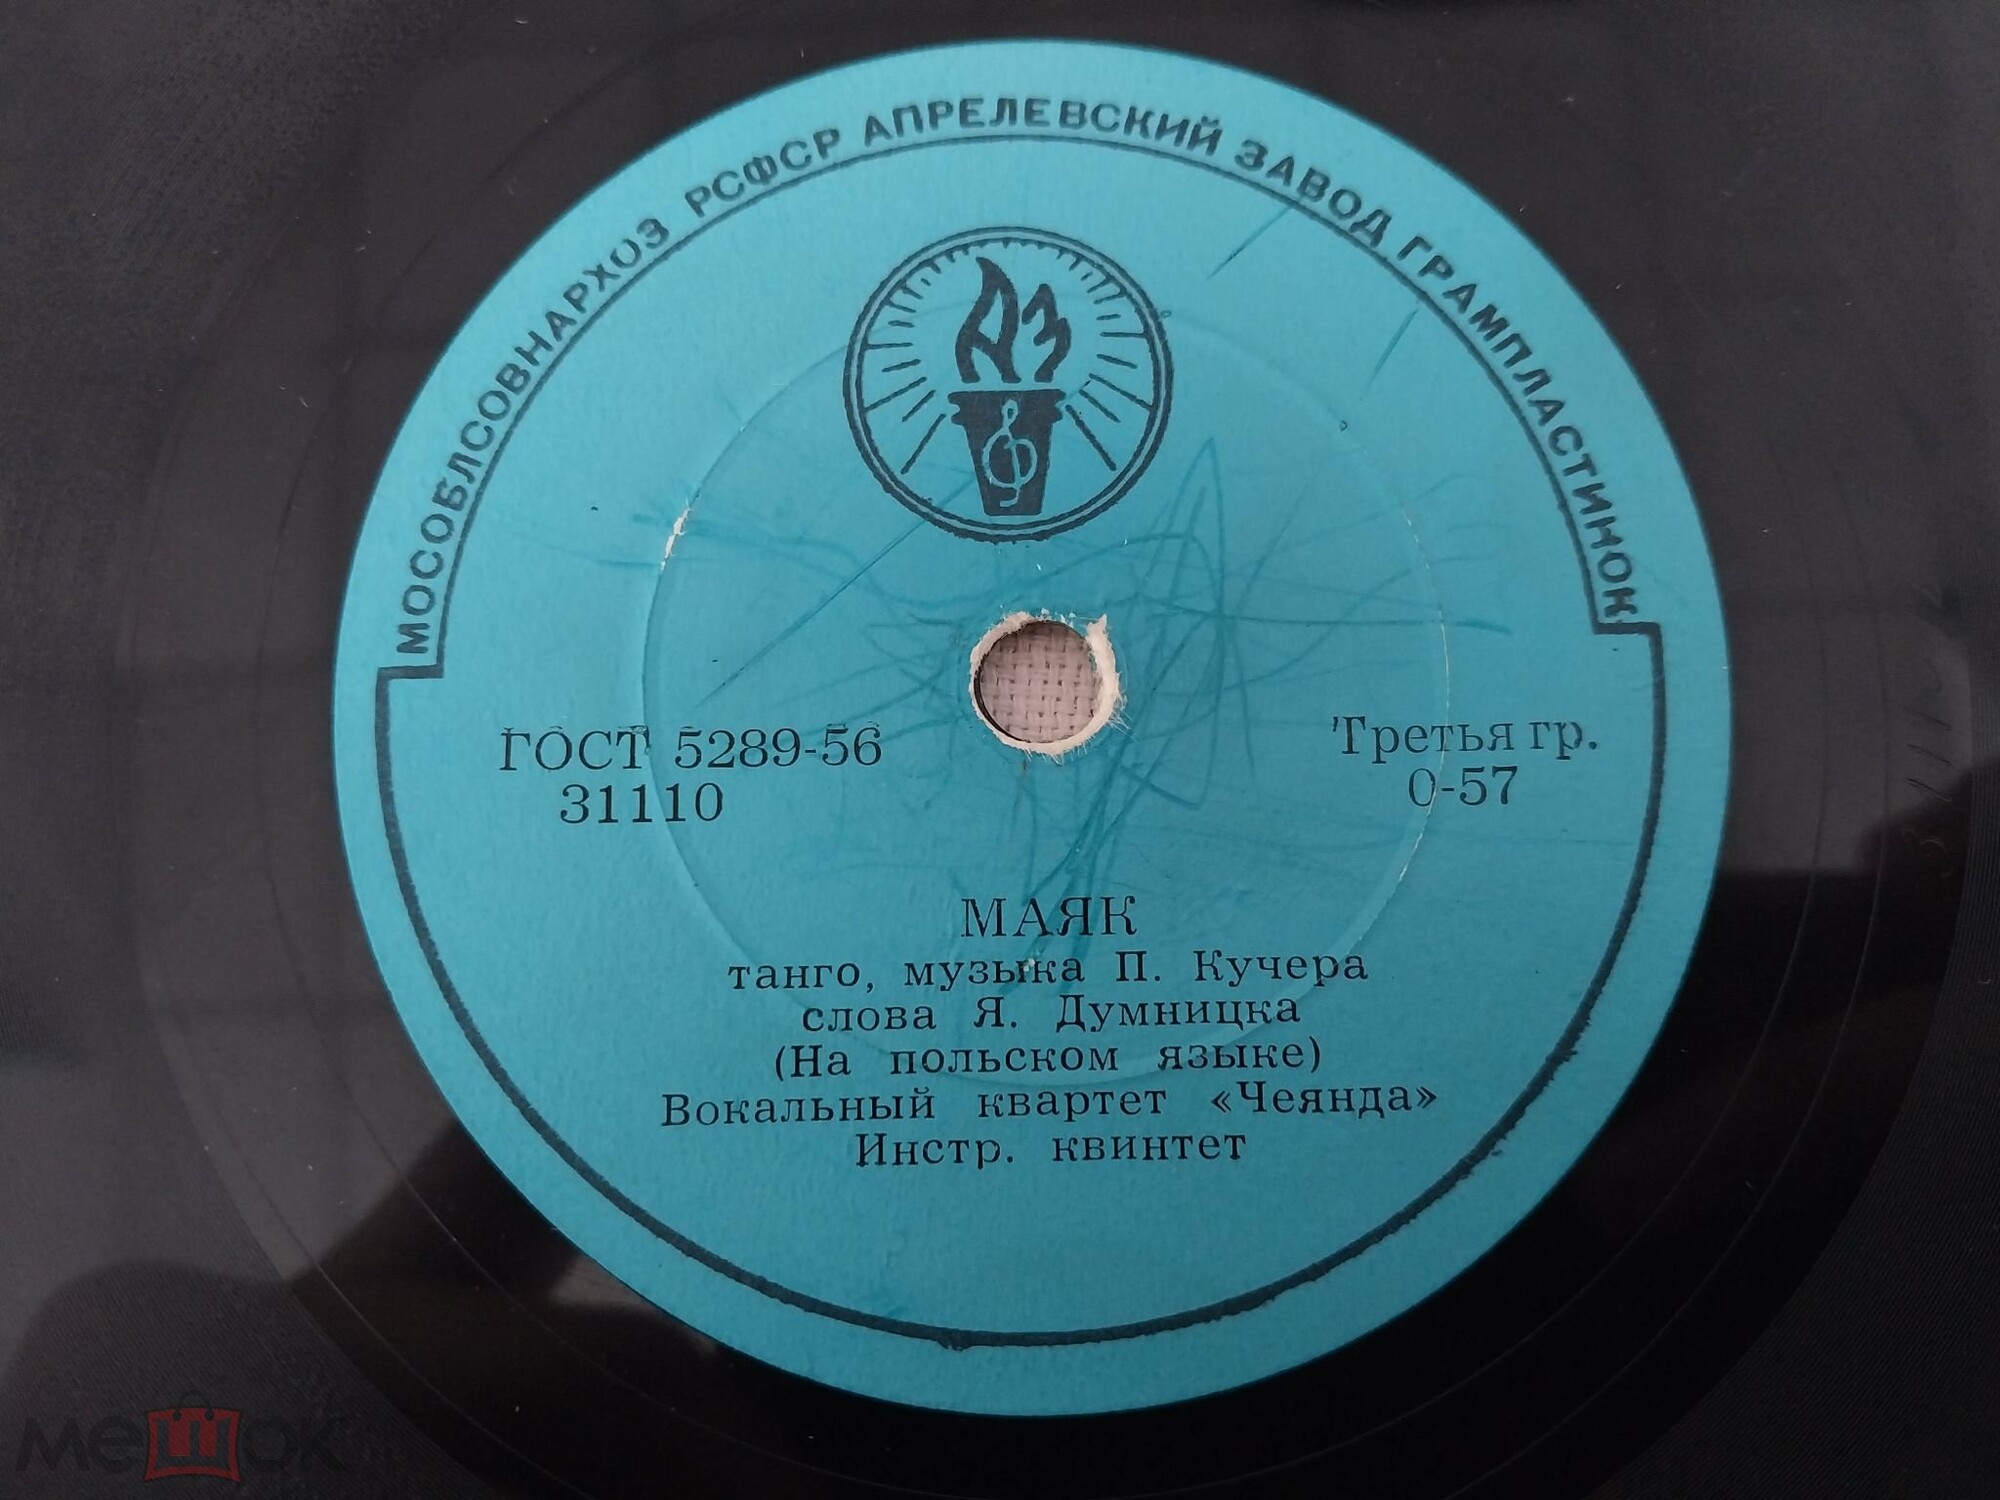 МОСОБЛСОВНАРХОЗ РСФСР АПРЕЛЕВСКИЙ ЗАВОД ГРАМПЛАСТИНОК
АЗ
ГОСТ 5289-56
31110
Третья гр.
0-57
МАЯК
танго, музыка П. Кучера
слова Я. Думницка
(На польском языке)
Вокальный квартет «Чеянда»
Инстр. квинтет
мешок